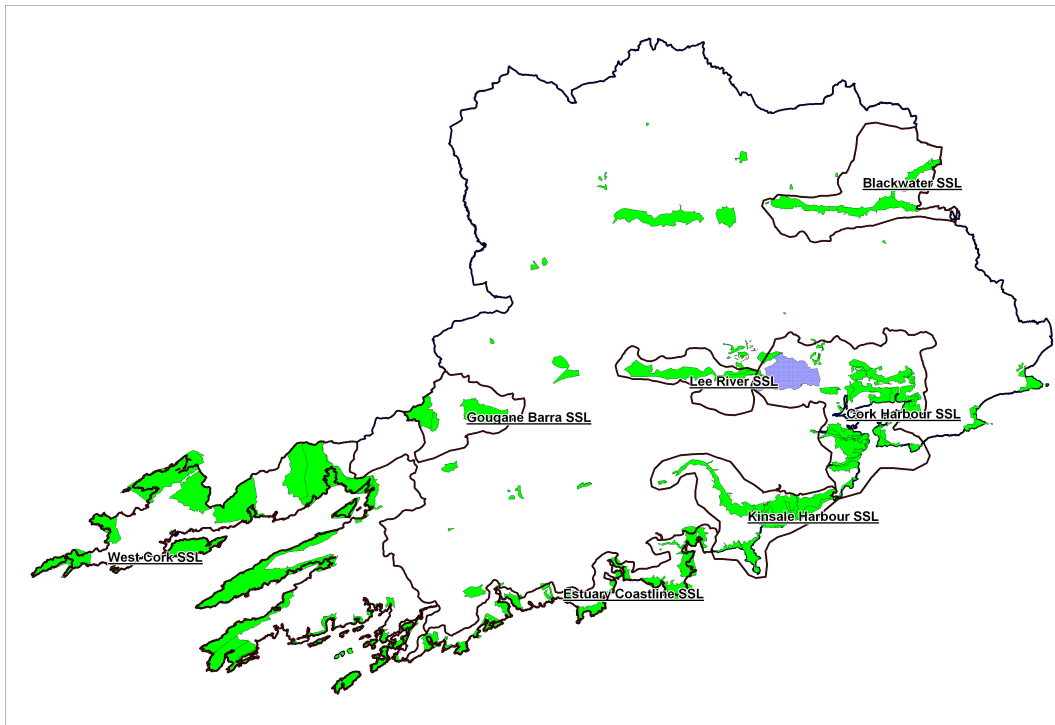 Blackwater SSL
Lee River SSL
Cork Harbour SSL
Gougane Barra SSL
Kinsale Harbour SSL
West Cork SSL
Estuary Coastline SSL